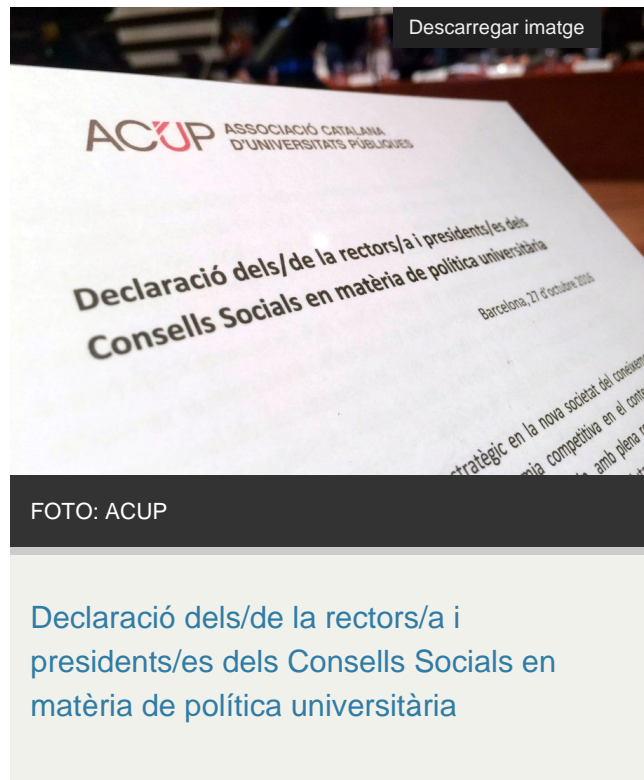 Descarregar imatge
ACUP ASSOCIACIÓ CATALANA
D'UNIVERSITATS PÚBLIQUES
Declaració dels/de la rectors/a i presidents/es dels
Consells Socials en matèria de política universitària
Barcelona, 27 d'octubre 2016
estratègic en la nova societat del
competitiva en el
amb plena
FOTO: ACUP
Declaració dels/de la rectors/a i
presidents/es dels Consells Socials en
matèria de política universitària